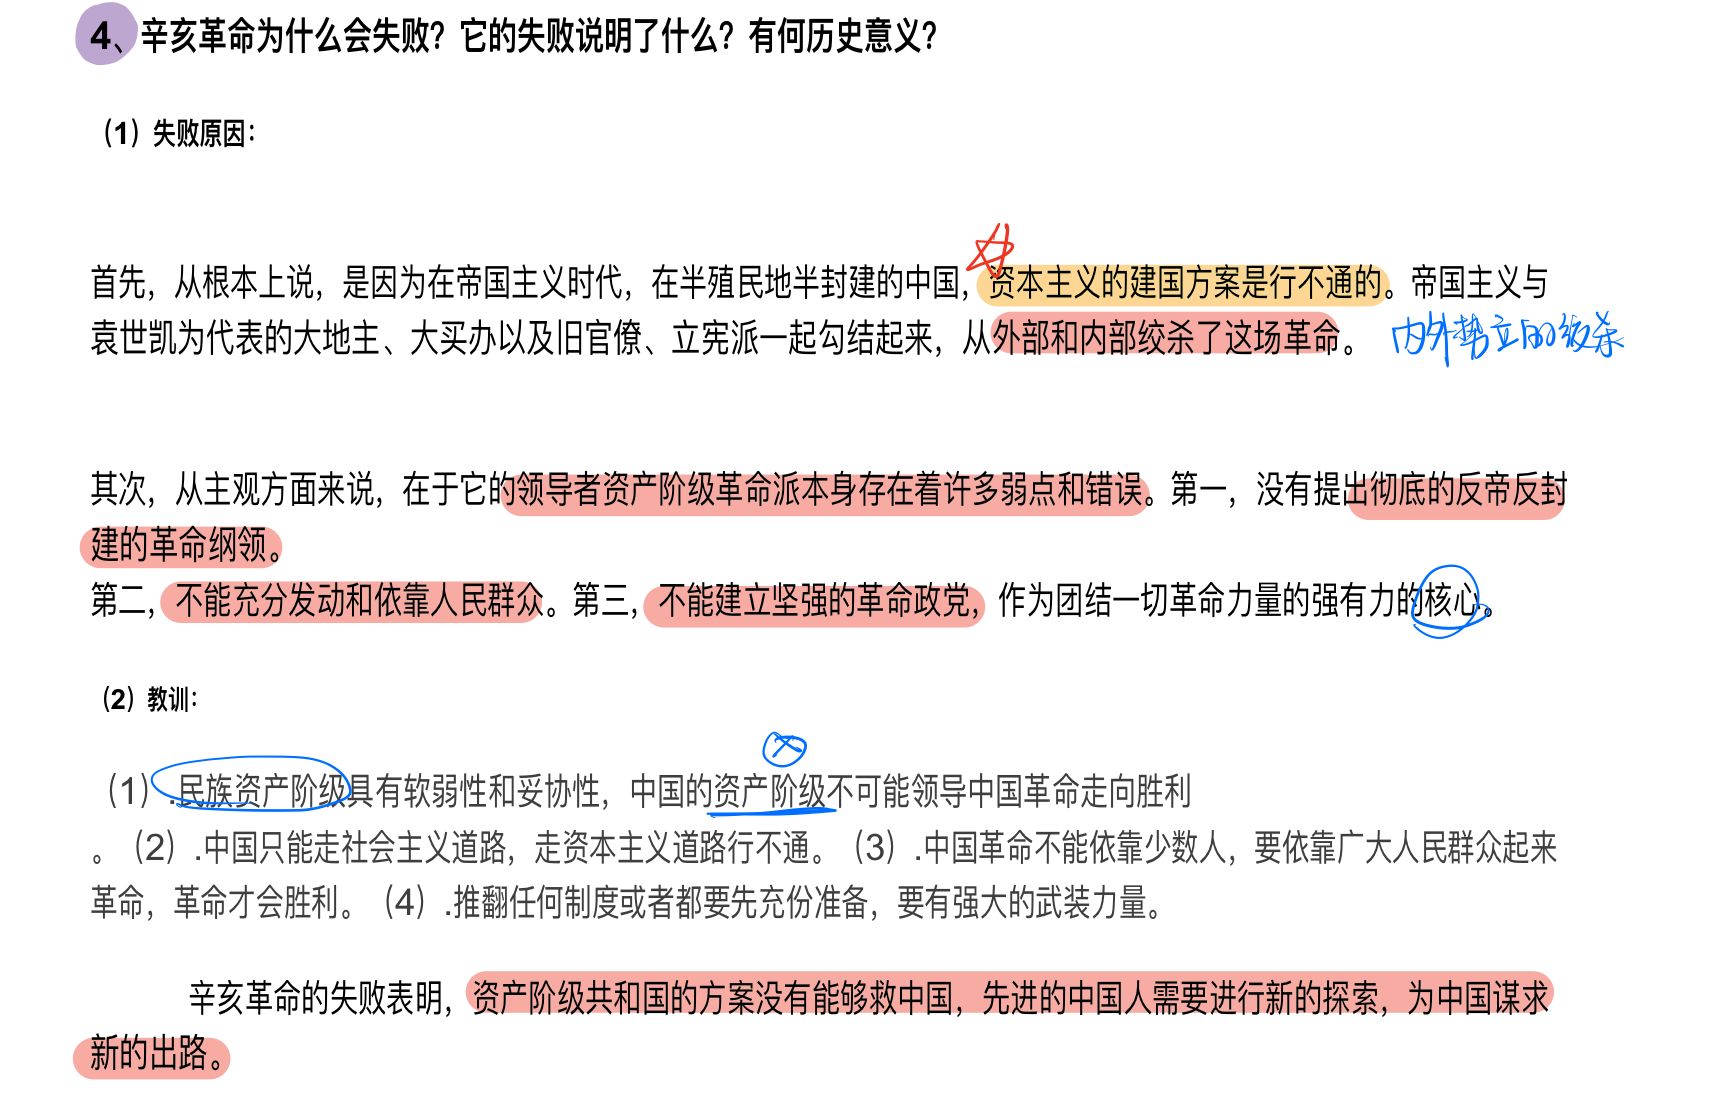 4、辛亥革命为什么会失败？它的失败说明了什么？有何历史意义？
（1）失败原因：
首先，从根本上说，是因为在帝国主义时代，在半殖民地半封建的中国，资本主义的建国方案是行不通的。帝国主义与
袁世凯为代表的大地主、大买办以及旧官僚、立宪派一起勾结起来，从外部和内部绞杀了这场革命。
内外势立的绞杀
其次，从主观方面来说，在于它的领导者资产阶级革命派本身存在着许多弱点和错误。第一，没有提出彻底的反帝反封
建的革命纲领。
第二，不能充分发动和依靠人民群众。第三，不能建立坚强的革命政党，作为团结一切革命力量的强有力的核心。
（2）教训：
（1）.民族资产阶级具有软弱性和妥协性，中国的资产阶级不可能领导中国革命走向胜利
。（2）.中国只能走社会主义道路，走资本主义道路行不通。（3）.中国革命不能依靠少数人，要依靠广大人民群众起来
革命，革命才会胜利。（4）.推翻任何制度或者都要先充份准备，要有强大的武装力量。
辛亥革命的失败表明，资产阶级共和国的方案没有能够救中国，先进的中国人需要进行新的探索，为中国谋求
新的出路。